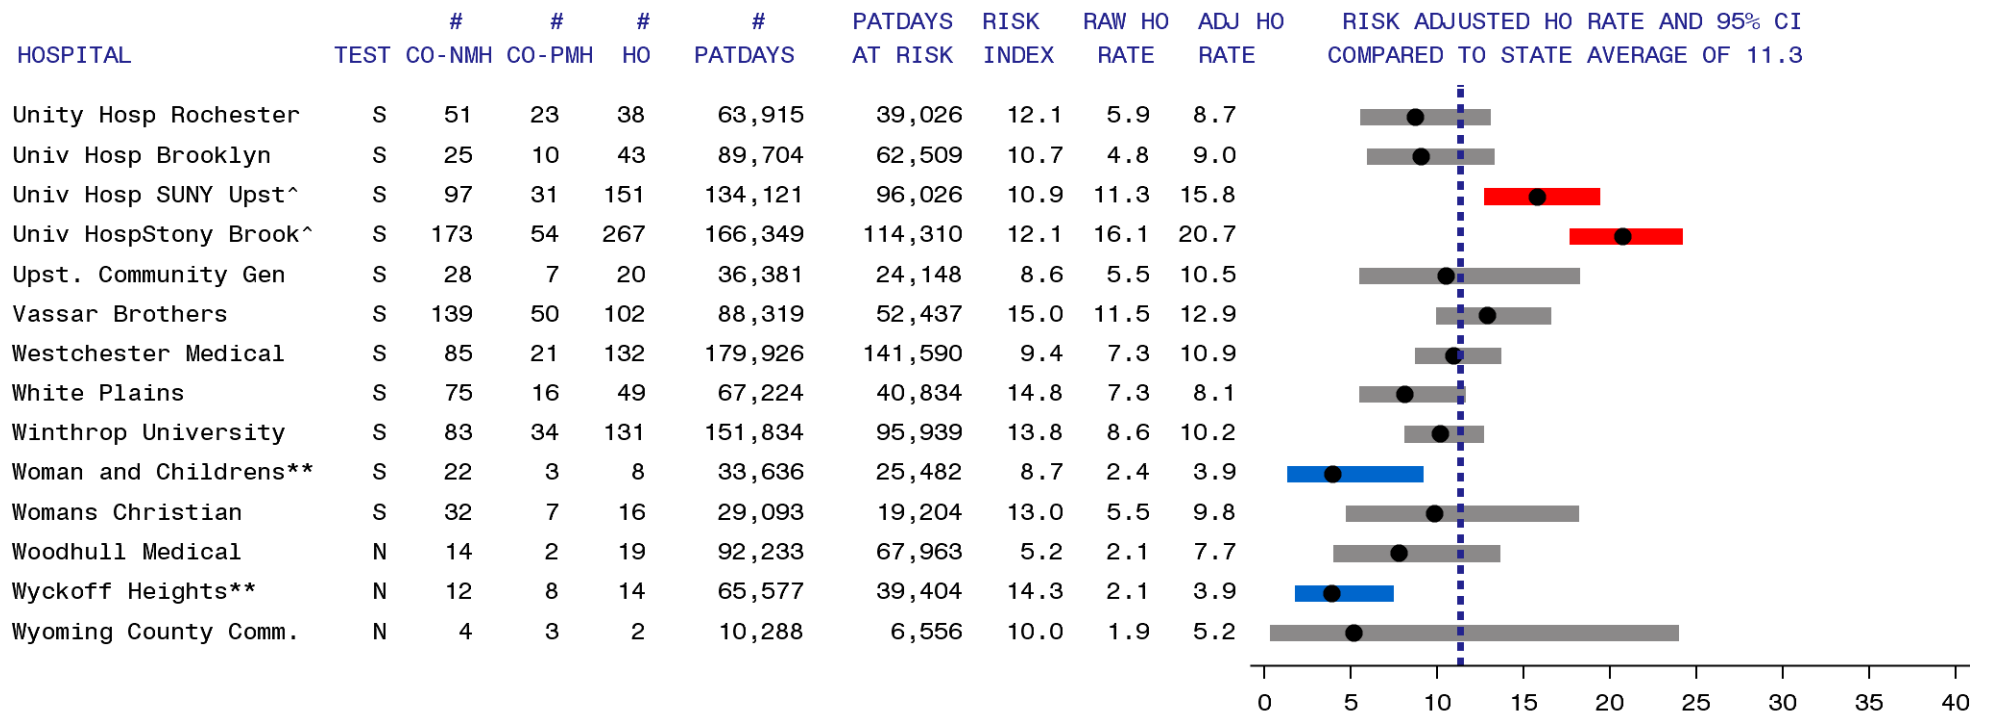 # # # # PATDAYS RISK RAW HO ADJ HO RISK ADJUSTED HO RATE AND 95% CI
HOSPITAL TEST CO-NMH CO-PMH HO PATDAYS AT RISK INDEX RATE RATE COMPARED TO STATE AVERAGE OF 11.3
Unity Hosp Rochester S 51 23 38 63,915 39,026 12.1 5.9 8.7
Univ Hosp Brooklyn S 25 10 43 89,704 62,509 10.7 4.8 9.0
Univ Hosp SUNY Upst^ S 97 31 151 134,121 96,026 10.9 11.3 15.8
Univ HospStony Brook^ S 173 54 267 166,349 114,310 12.1 16.1 20.7
Upst. Community Gen S 28 7 20 36,381 24,148 8.6 5.5 10.5
Vassar Brothers S 139 50 102 88,319 52,437 15.0 11.5 12.9
Westchester Medical S 85 21 132 179,926 141,590 9.4 7.3 10.9
White Plains S 75 16 49 67,224 40,834 14.8 7.3 8.1
Winthrop University S 83 34 131 151,834 95,939 13.8 8.6 10.2
Woman and Childrens** S 22 3 8 33,636 25,482 8.7 2.4 3.9
Womans Christian S 32 7 16 29,093 19,204 13.0 5.5 9.8
Woodhull Medical N 14 2 19 92,233 67,963 5.2 2.1 7.7
Wyckoff Heights** N 12 8 14 65,577 39,404 14.3 2.1 3.9
Wyoming County Comm. N 4 3 2 10,288 6,556 10.0 1.9 5.2
0 5 10 15 20 25 30 35 40